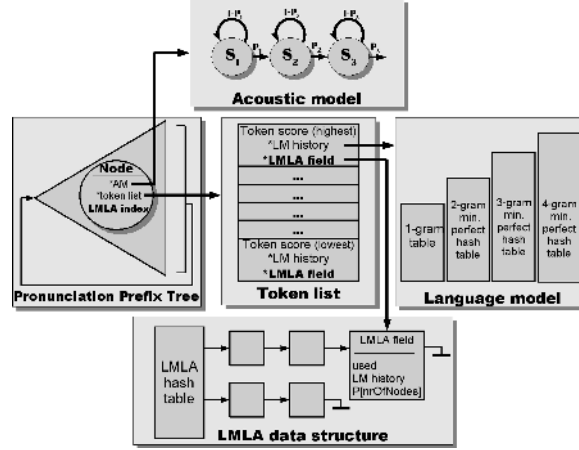 1-P₁ 1-P₂ 1-P₃
S₁ P₁ S₂ P₂ S₃ P₃
Acoustic model
Node
*AM
*token list
LMLA index
Pronunciation Prefix Tree
Token score (highest)
*LM history
*LMLA field
...
...
...
...
Token score (lowest)
*LM history
*LMLA field
Token list
1-gram
table
2-gram
min.
perfect
hash
table
3-gram
min.
perfect
hash
table
4-gram
min.
perfect
hash
table
Language model
LMLA
hash
table
LMLA field
used
LM history
P[nrOfNodes]
LMLA data structure